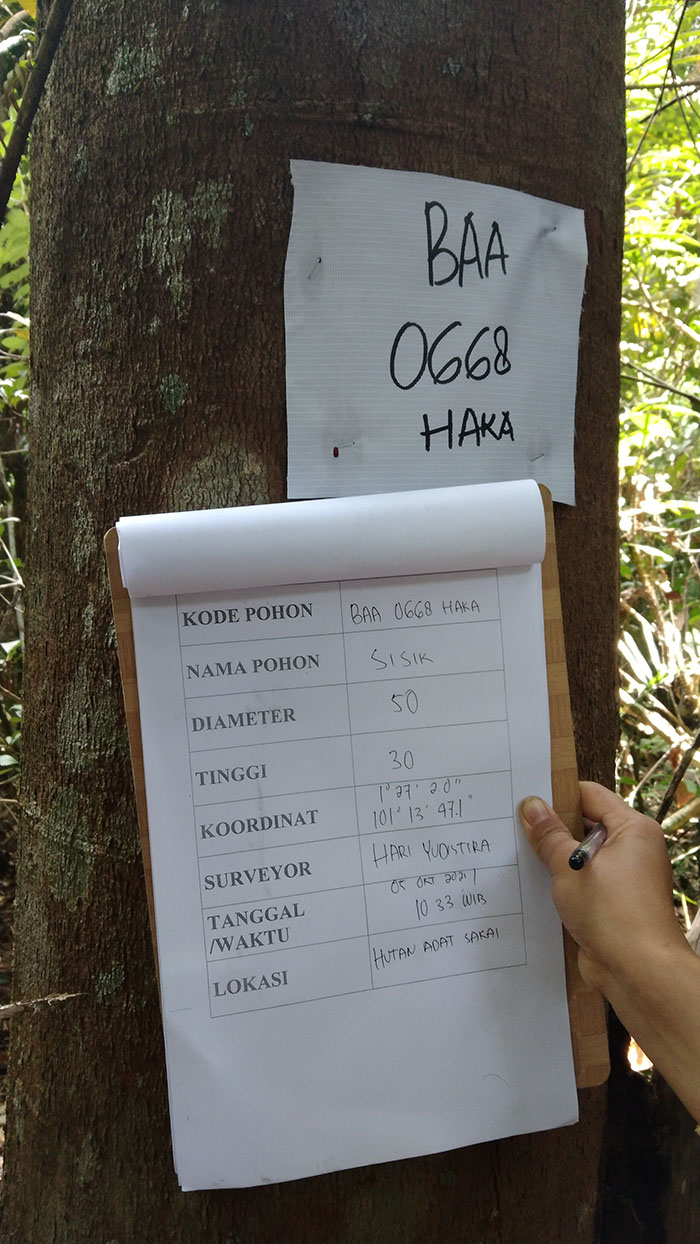 BAA
0668
HAKA
KODE POHON BAA 0668 HAKA
NAMA POHON SISIK
DIAMETER 50
TINGGI 30
KOORDINAT 1° 27' 20"
101° 13' 47.1"
SURVEYOR HARI YUDISTIRA
TANGGAL 05 OKT 2021/
/WAKTU 10 33 WIB
LOKASI HUTAN ADAT SAKAI